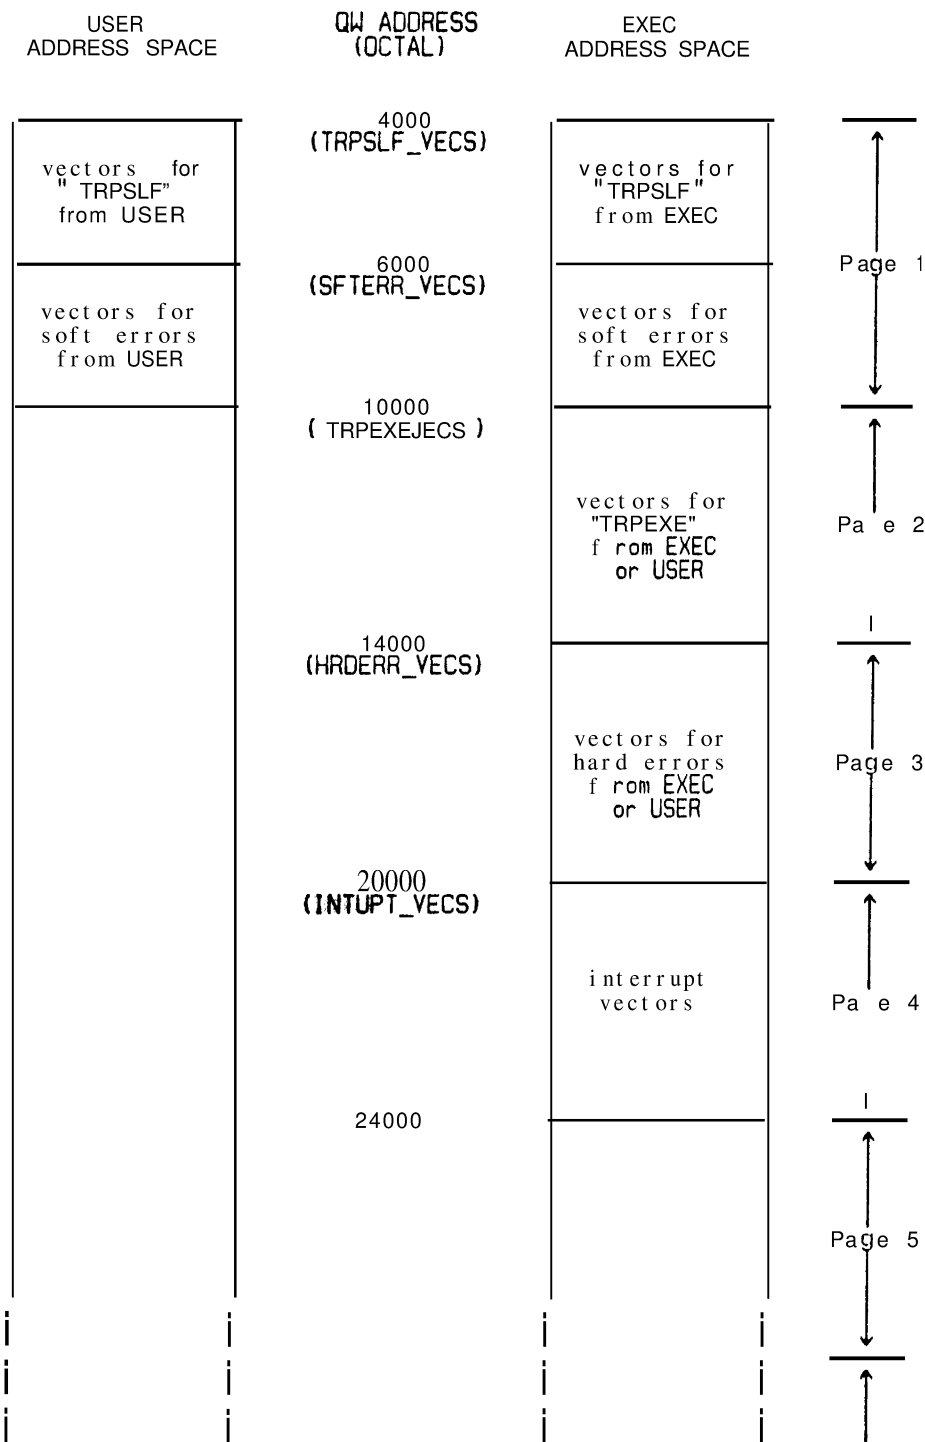 USER
ADDRESS SPACE
QW ADDRESS
(OCTAL)
EXEC
ADDRESS SPACE
4000
(TRPSLF_VECS)
vectors for
"TRPSLF"
from USER
vectors for
"TRPSLF"
from EXEC
Page 1
6000
(SFTERR_VECS)
vectors for
soft errors
from USER
vectors for
soft errors
from EXEC
10000
( TRPEXEJECS )
vectors for
"TRPEXE"
f rom EXEC
or USER
Pa e 2
14000
(HRDERR_VECS)
vectors for
hard errors
f rom EXEC
or USER
Page 3
20000
(INTUPT_VECS)
interrupt
vectors
Pa e 4
24000
Page 5